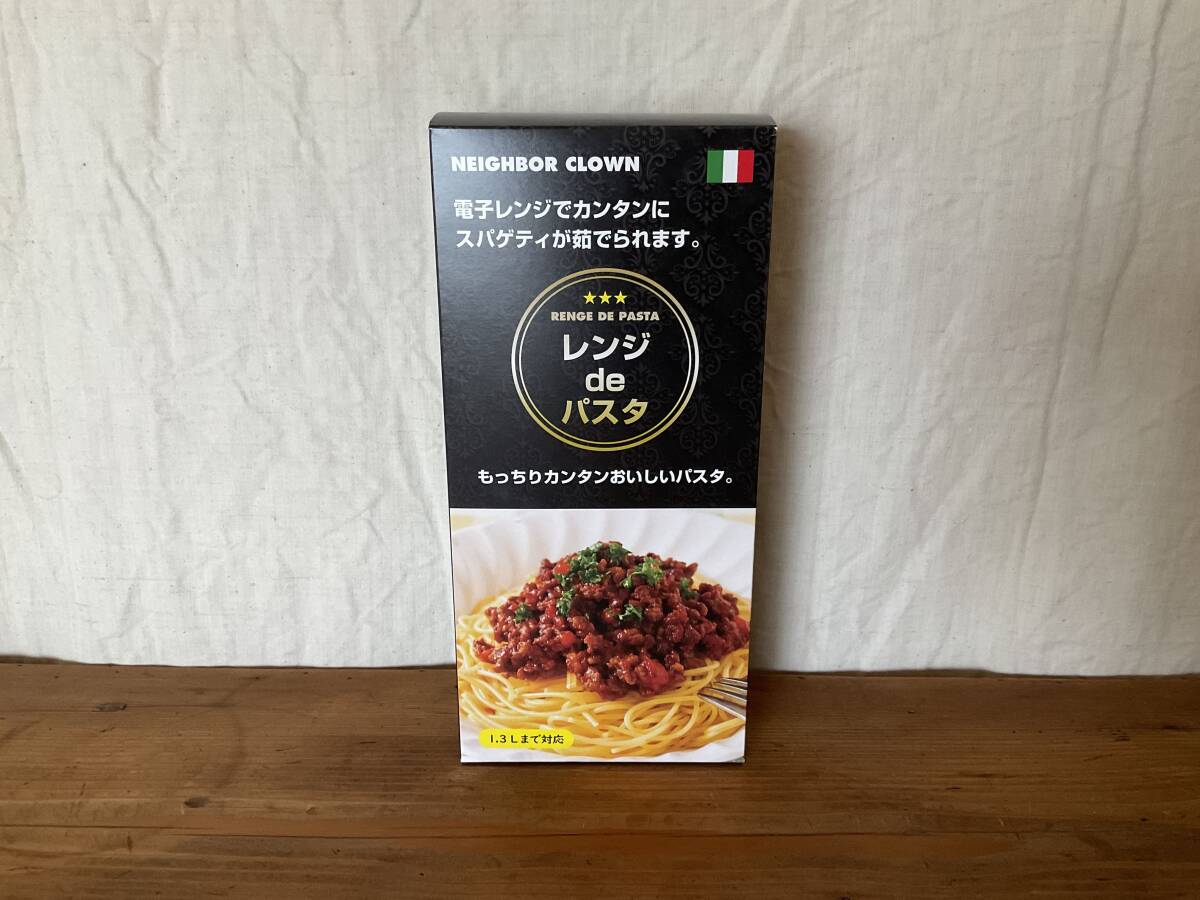 NEIGHBOR CLOWN
電子レンジでカンタンに
スパゲティが茹でられます。
★★★
RENGE DE PASTA
レンジ
de
パスタ
もっちりカンタンおいしいパスタ。
1.3Lまで対応